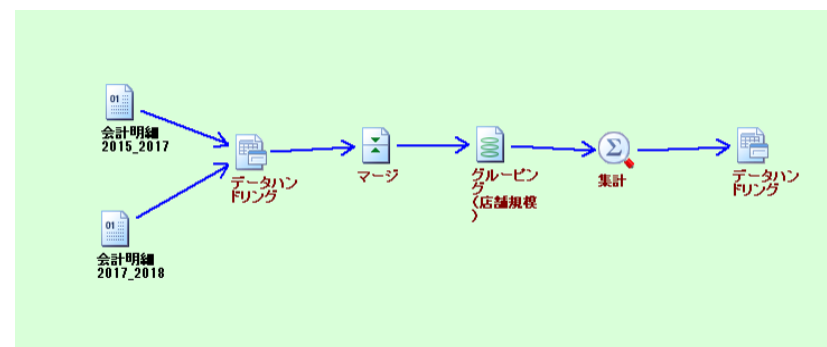 01
会計明細
2015_2017
01
会計明細
2017_2018
データハン
ドリング
マージ
グルーピン
グ
（店舗規模
）
集計
データハン
ドリング